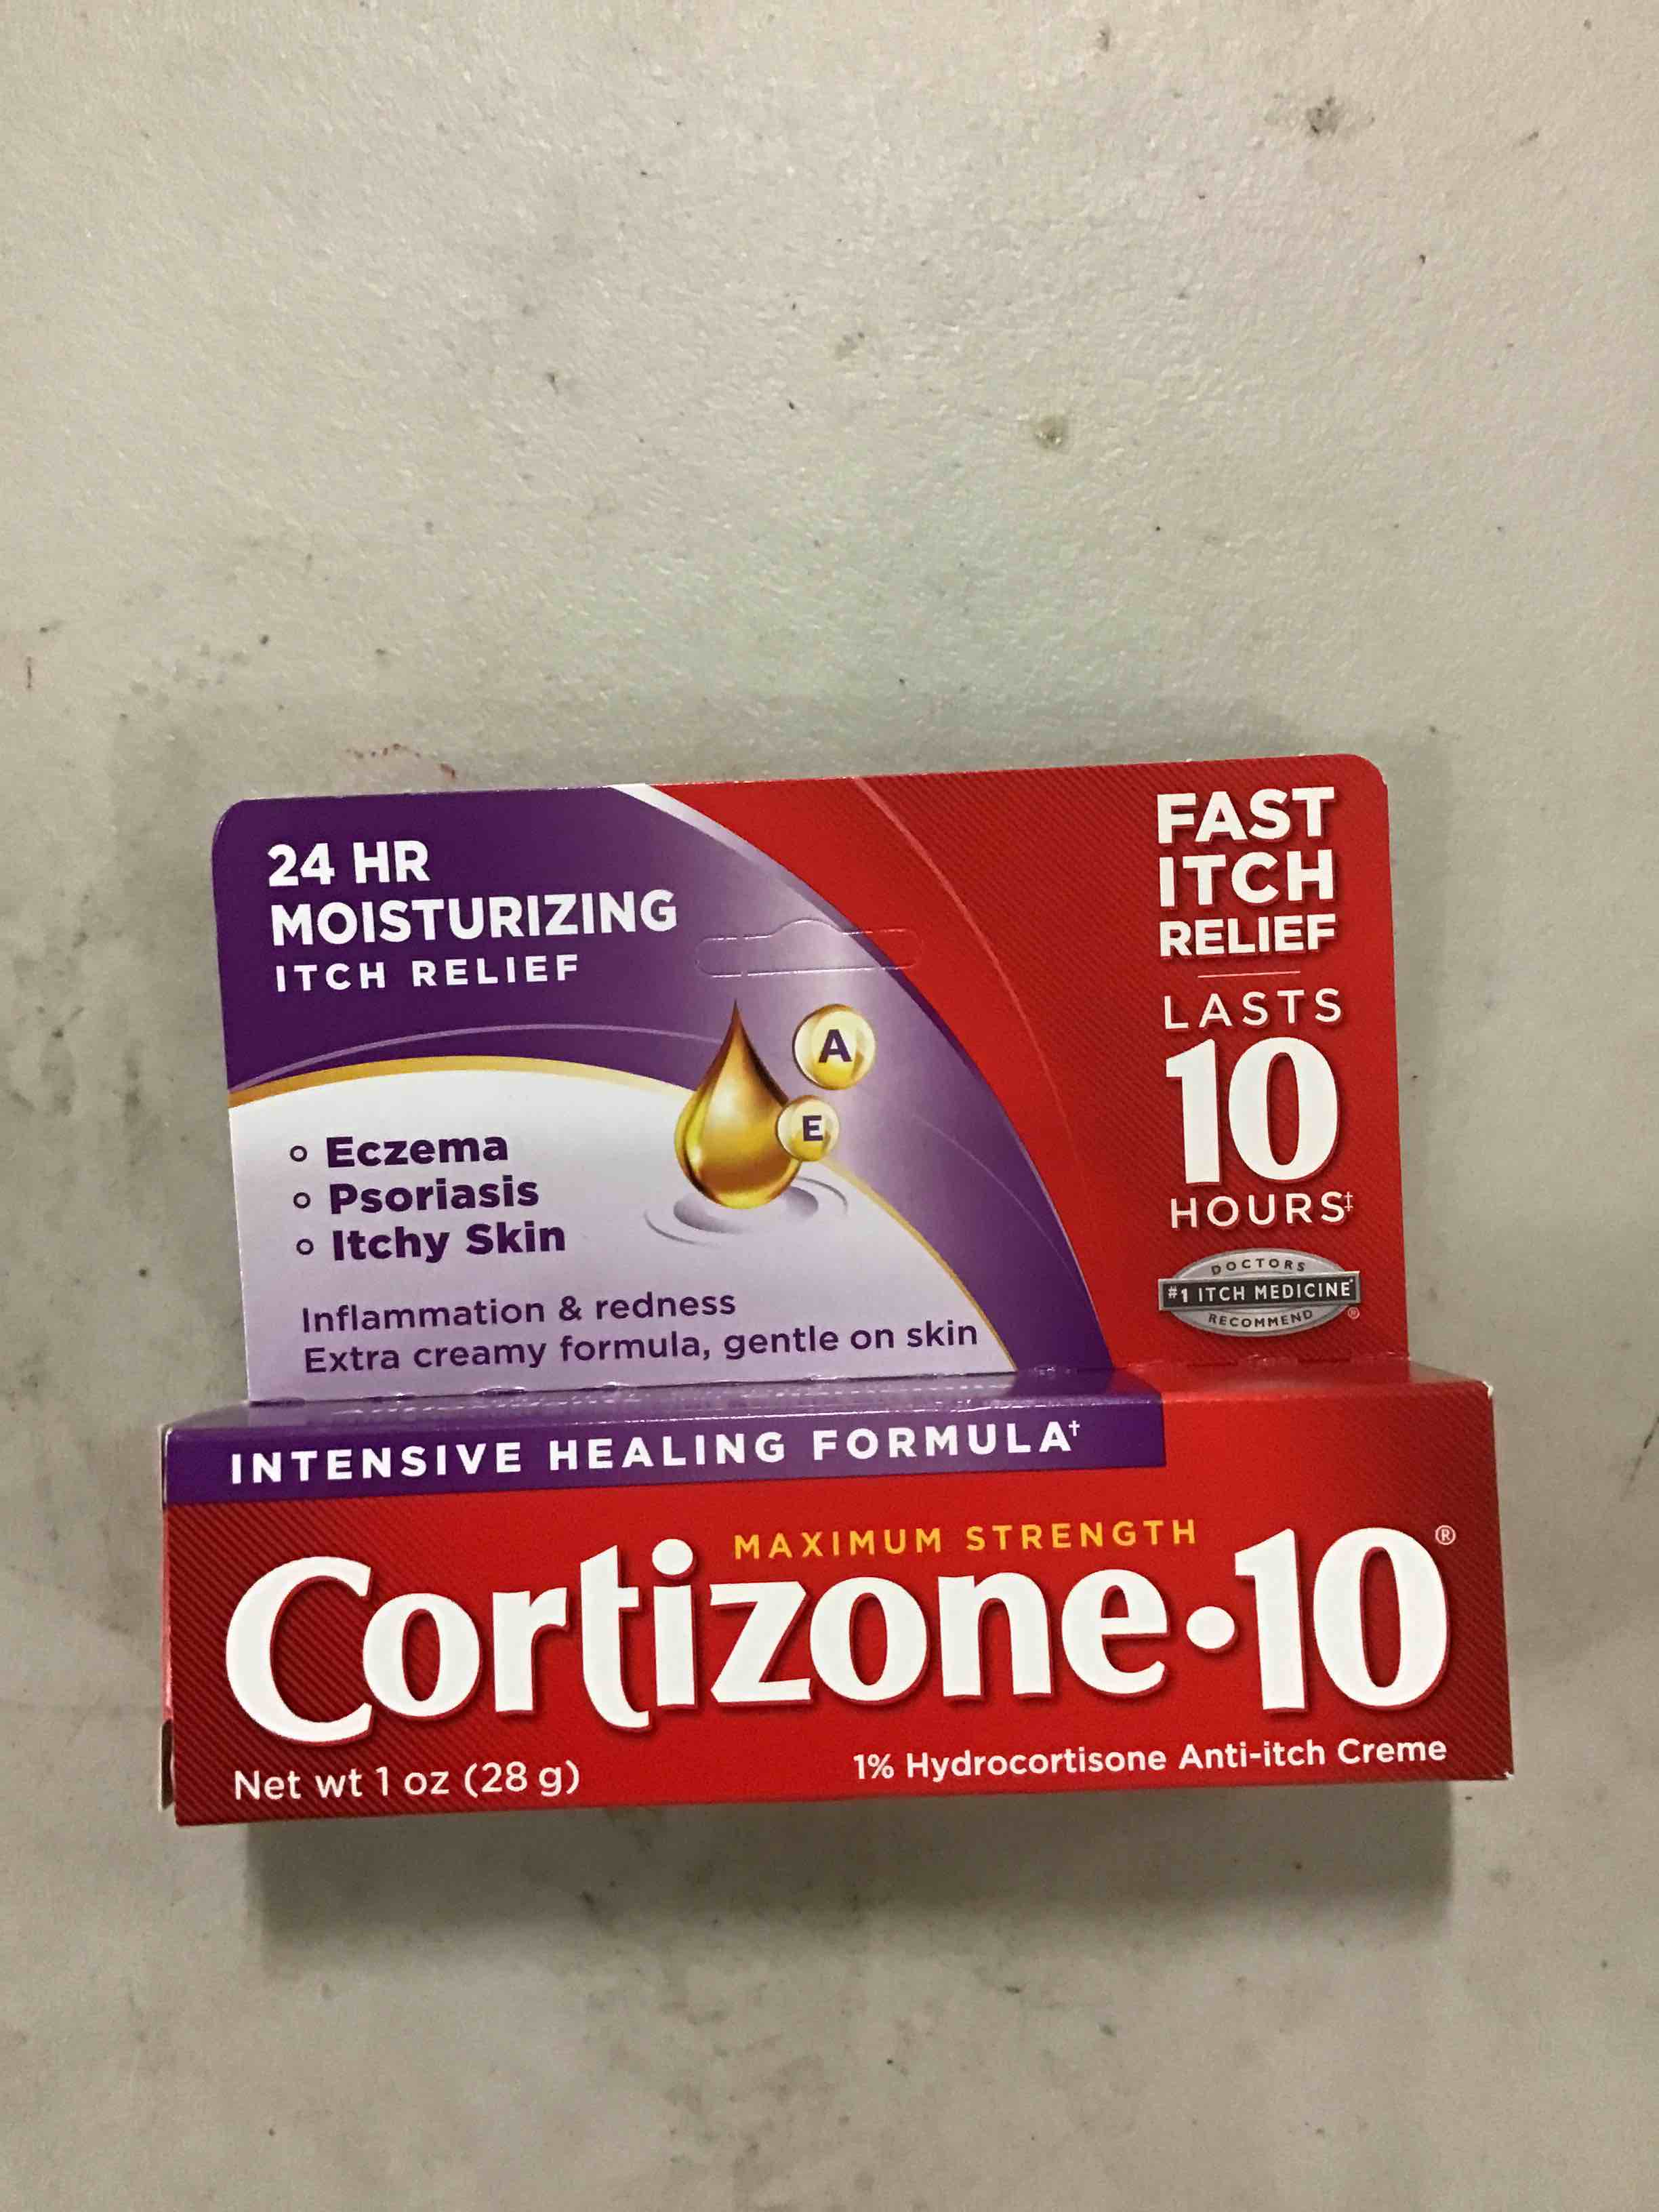 24 HR
MOISTURIZING
ITCH RELIEF
A
E
Eczema
Psoriasis
Itchy Skin
Inflammation & redness
Extra creamy formula, gentle on skin
FAST
ITCH
RELIEF
LASTS
10
HOURS‡
DOCTORS
#1 ITCH MEDICINE*
RECOMMEND®
INTENSIVE HEALING FORMULA†
MAXIMUM STRENGTH
Cortizone•10®
Net wt 1 oz (28 g)
1% Hydrocortisone Anti-itch Creme